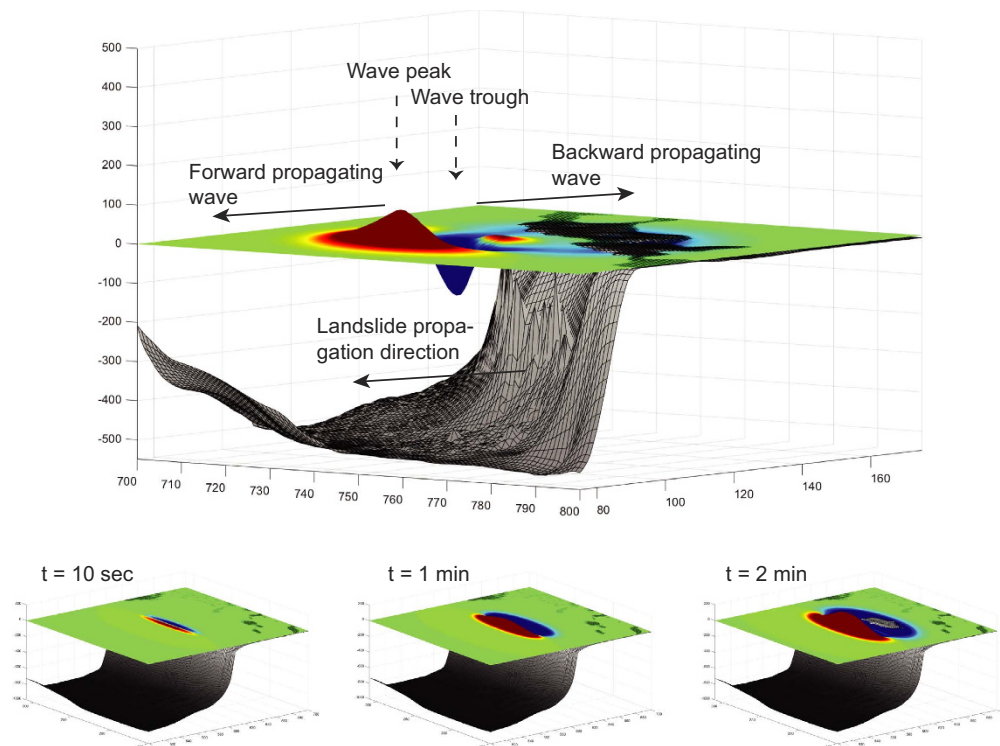 500
Wave peak
400
Wave trough
300
Forward propagating
wave
Backward propagating
wave
200
100
0
-100
-200
Landslide propa-
gation direction
-300
-400
-500
700 710 720 730 740 750 760 770 780 790 800 80 100 120 140 160
t = 10 sec
t = 1 min
t = 2 min